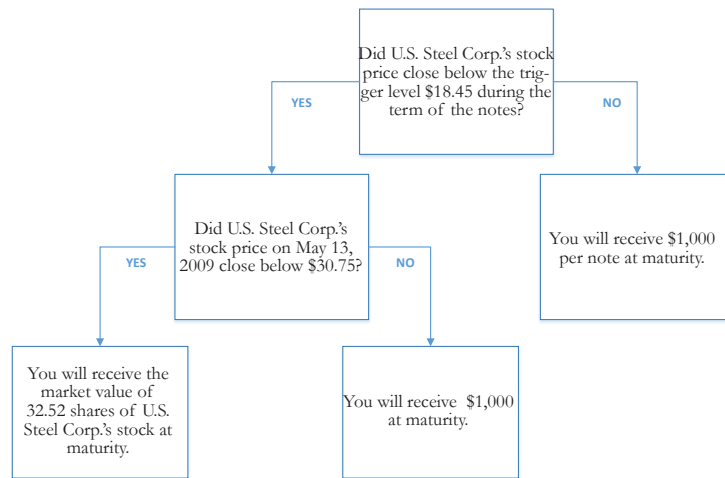 Did U.S. Steel Corp.'s stock
price close below the trig-
ger level $18.45 during the
term of the notes?
YES
NO
Did U.S. Steel Corp.'s
stock price on May 13,
2009 close below $30.75?
You will receive $1,000
per note at maturity.
YES
NO
You will receive the
market value of
32.52 shares of U.S.
Steel Corp.'s stock at
maturity.
You will receive $1,000
at maturity.